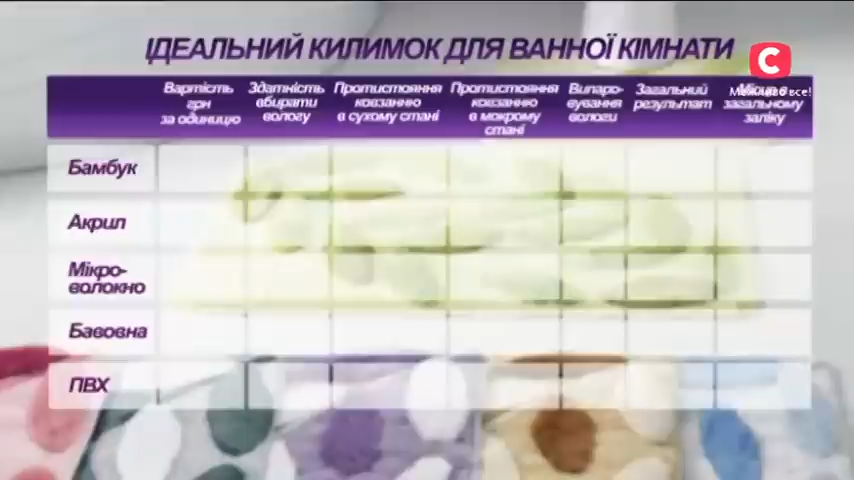 ІДЕАЛЬНИЙ КИЛИМОК ДЛЯ ВАННОЇ КІМНАТИ
Вартість
грн
за одиницю
Здатність
вбирати
вологу
Протистояння
ковзанню
в сухому стані
Протистояння
ковзанню
в мокрому
стані
Випаро-
вування
вологи
Загальний
результат
Місце в
загальному
заліку
все!
Бамбук
Акрил
Мікро-
волокно
Бавовна
ПВХ